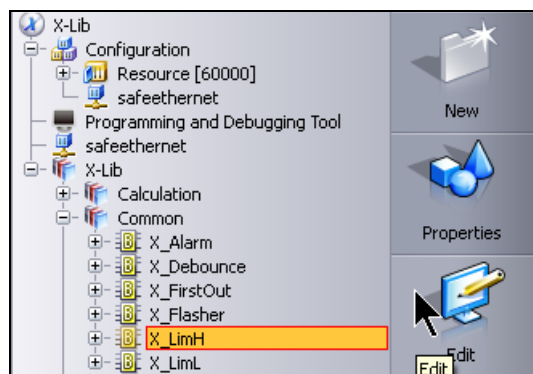 X-Lib
Configuration
Resource [60000]
safeethernet
Programming and Debugging Tool
safeethernet
X-Lib
Calculation
Common
X_Alarm
X_Debounce
X_FirstOut
X_Flasher
X_LimH
X_LimL
New
Properties
Edit
Edit